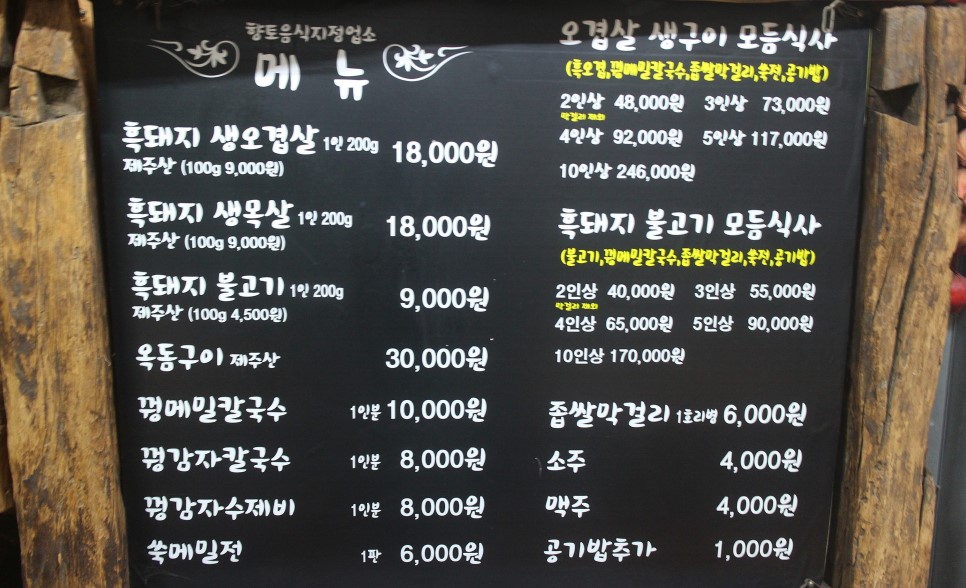 향토음식지정업소
메 뉴
흑돼지 생오겹살 1인 200g 18,000원
제주산 (100g 9,000원)
흑돼지 생목살 1인 200g 18,000원
제주산 (100g 9,000원)
흑돼지 불고기 1인 200g 9,000원
제주산 (100g 4,500원)
옥돔구이 제주산 30,000원
꿩메밀칼국수 1인분 10,000원
꿩감자칼국수 1인분 8,000원
꿩감자수제비 1인분 8,000원
쑥메밀전 1판 6,000원
오겹살 생구이 모듬식사
(흑오겹,꿩메밀칼국수,좁쌀막걸리,쑥전,공기밥)
2인상 48,000원 3인상 73,000원
막걸리 제외
4인상 92,000원 5인상 117,000원
10인상 246,000원
흑돼지 불고기 모듬식사
(불고기,꿩메밀칼국수,좁쌀막걸리,쑥전,공기밥)
2인상 40,000원 3인상 55,000원
막걸리 제외
4인상 65,000원 5인상 90,000원
10인상 170,000원
좁쌀막걸리 1호리병 6,000원
소주 4,000원
맥주 4,000원
공기밥추가 1,000원